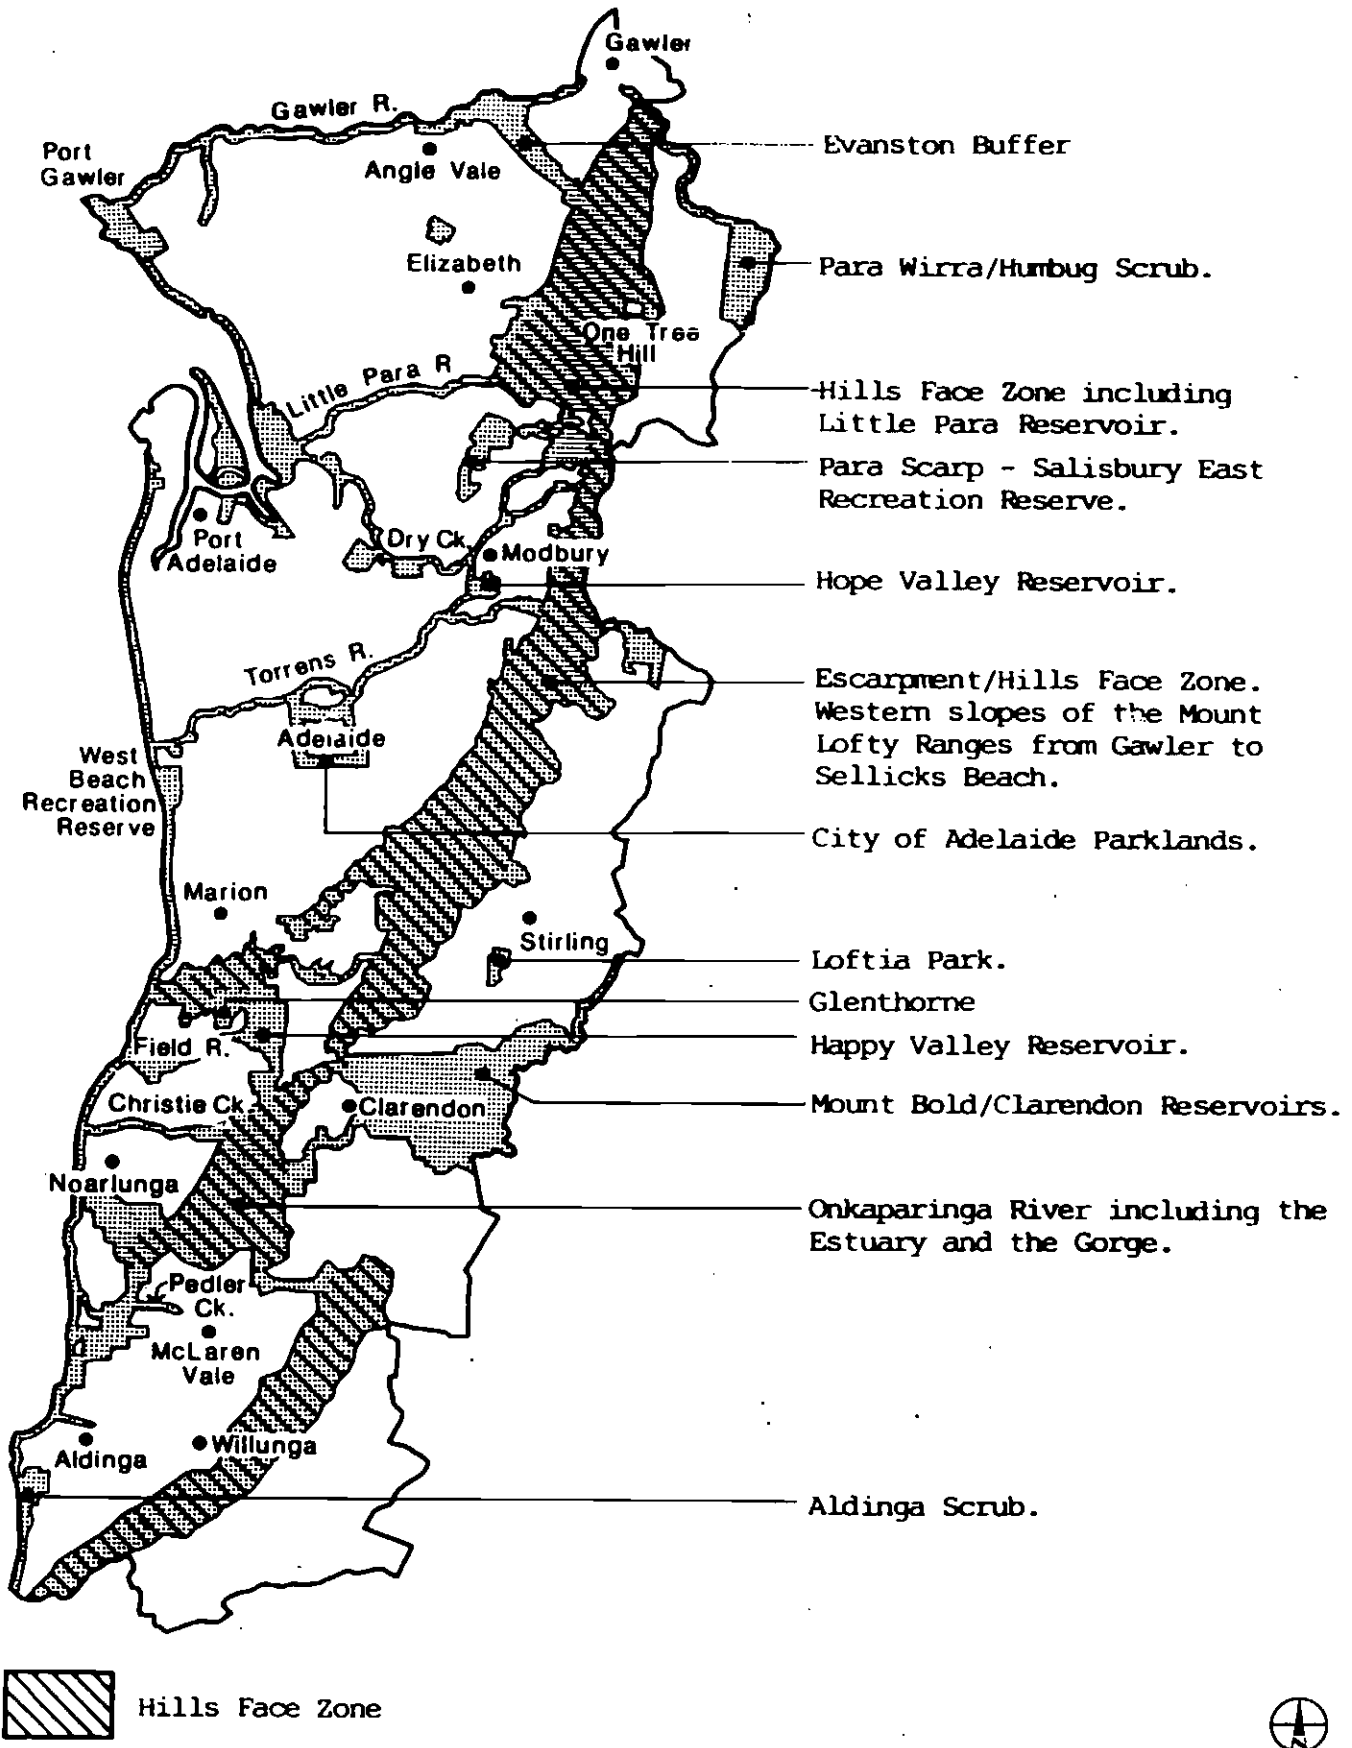 Gawler
Gawler R.
Port
Gawler
Angle Vale
Evanston Buffer
Elizabeth
Para Wirra/Humbug Scrub.
One Tree
Hill
Little Para R
Hills Face Zone including
Little Para Reservoir.
Para Scarp - Salisbury East
Recreation Reserve.
Port
Adelaide
Dry Ck.
Modbury
Hope Valley Reservoir.
Torrens R.
Escarpment/Hills Face Zone.
Western slopes of the Mount
Lofty Ranges from Gawler to
Sellicks Beach.
Adelaide
West
Beach
Recreation
Reserve
City of Adelaide Parklands.
Marion
Stirling
Loftia Park.
Glenthorne
Field R.
Happy Valley Reservoir.
Christie Ck.
Clarendon
Mount Bold/Clarendon Reservoirs.
Noarlunga
Onkaparinga River including the
Estuary and the Gorge.
Pedler
Ck.
McLaren
Vale
Aldinga
Willunga
Aldinga Scrub.
Hills Face Zone
N